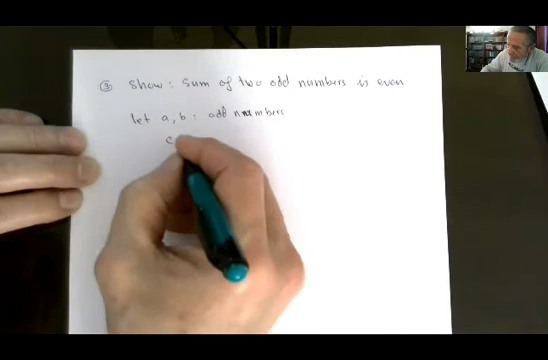 ③ Show: Sum of two odd numbers is even
let a, b: odd numbers
c